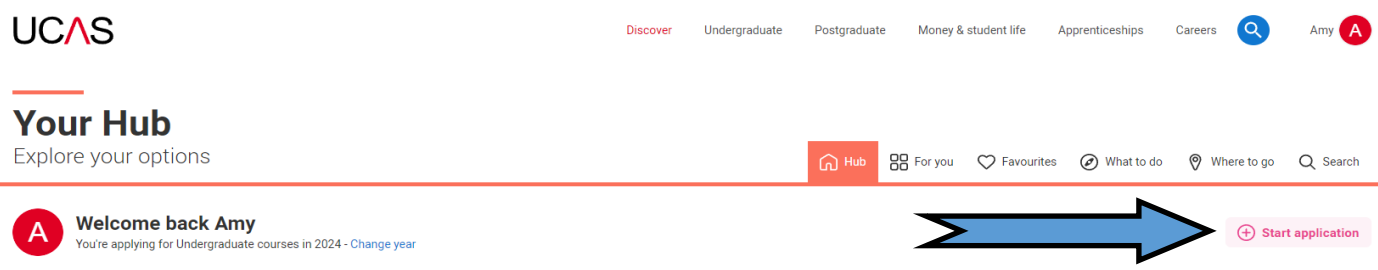 UCAS
Discover Undergraduate Postgraduate Money & student life Apprenticeships Careers Amy A
Your Hub
Explore your options
Hub For you Favourites What to do Where to go Search
A
Welcome back Amy
You're applying for Undergraduate courses in 2024 - Change year
Start application